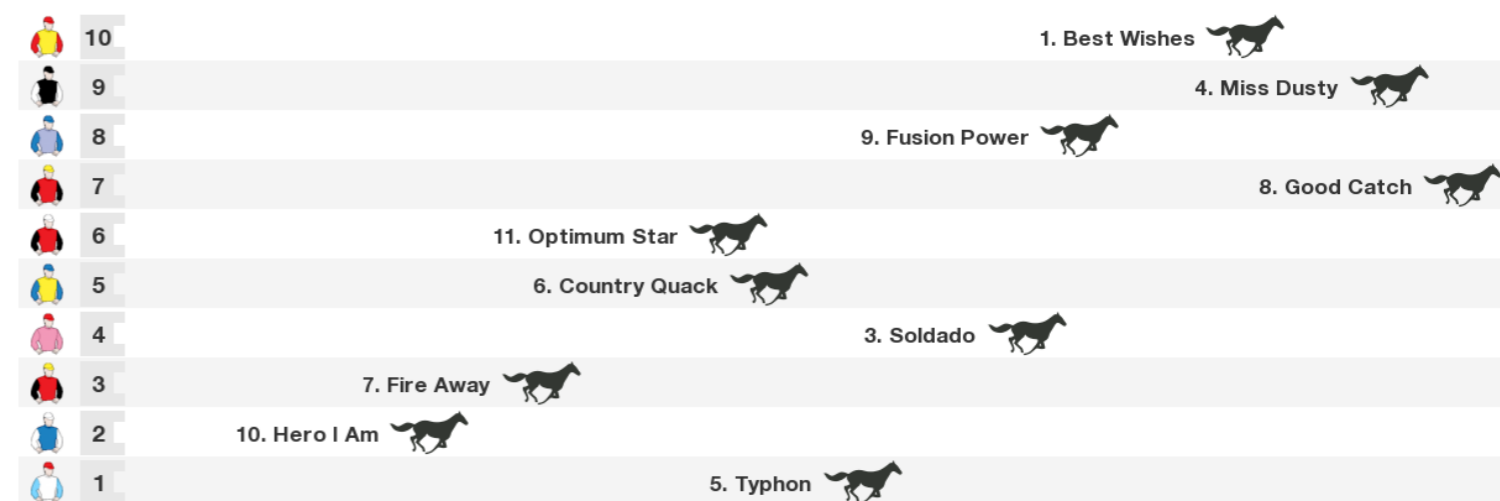 10 1. Best Wishes
9 4. Miss Dusty
8 9. Fusion Power
7 8. Good Catch
6 11. Optimum Star
5 6. Country Quack
4 3. Soldado
3 7. Fire Away
2 10. Hero I Am
1 5. Typhon